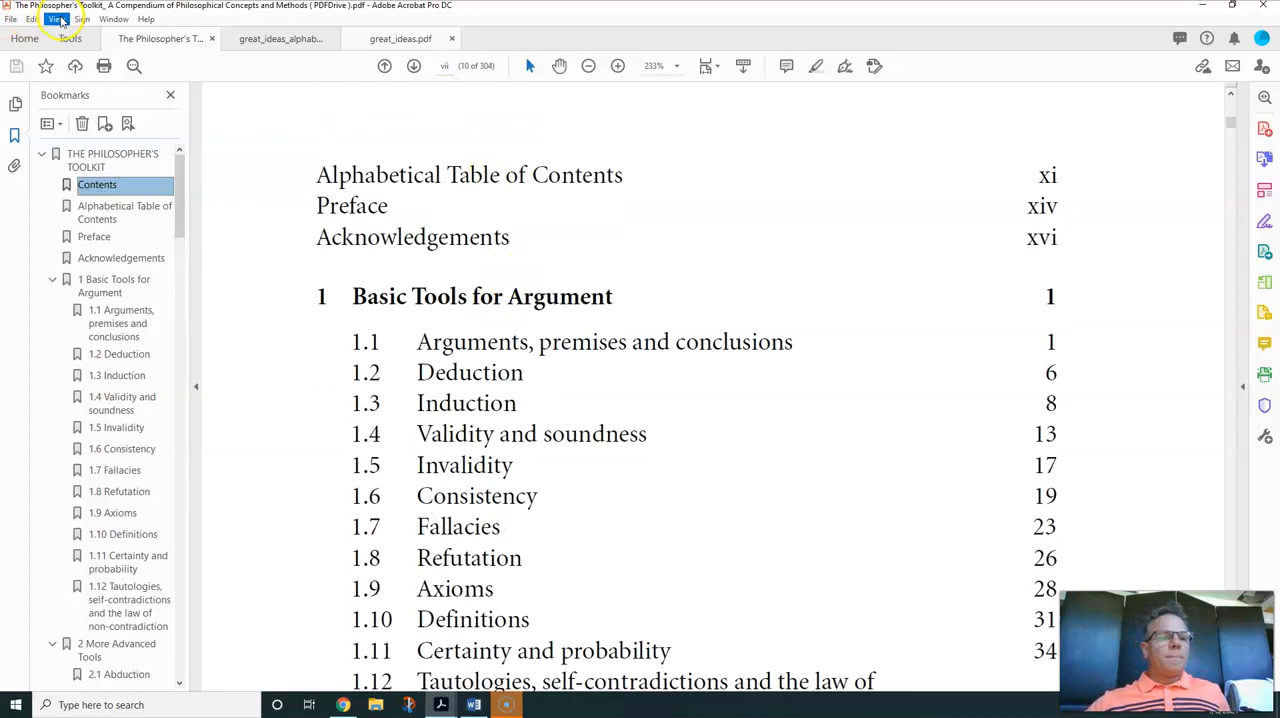 The Philosopher's Toolkit_ A Compendium of Philosophical Concepts and Methods ( PDFDrive ).pdf - Adobe Acrobat Pro DC
File Edit View Sign Window Help
Home Tools The Philosopher's T... × great_ideas_alphab... great_ideas.pdf ×
vii (10 of 304) 233%
Bookmarks
THE PHILOSOPHER'S
TOOLKIT
Contents
Alphabetical Table of
Contents
Preface
Acknowledgements
1 Basic Tools for
Argument
1.1 Arguments,
premises and
conclusions
1.2 Deduction
1.3 Induction
1.4 Validity and
soundness
1.5 Invalidity
1.6 Consistency
1.7 Fallacies
1.8 Refutation
1.9 Axioms
1.10 Definitions
1.11 Certainty and
probability
1.12 Tautologies,
self-contradictions
and the law of
non-contradiction
2 More Advanced
Tools
2.1 Abduction
Alphabetical Table of Contents xi
Preface xiv
Acknowledgements xvi
1 Basic Tools for Argument 1
1.1 Arguments, premises and conclusions 1
1.2 Deduction 6
1.3 Induction 8
1.4 Validity and soundness 13
1.5 Invalidity 17
1.6 Consistency 19
1.7 Fallacies 23
1.8 Refutation 26
1.9 Axioms 28
1.10 Definitions 31
1.11 Certainty and probability 34
1.12 Tautologies, self-contradictions and the law of
Type here to search